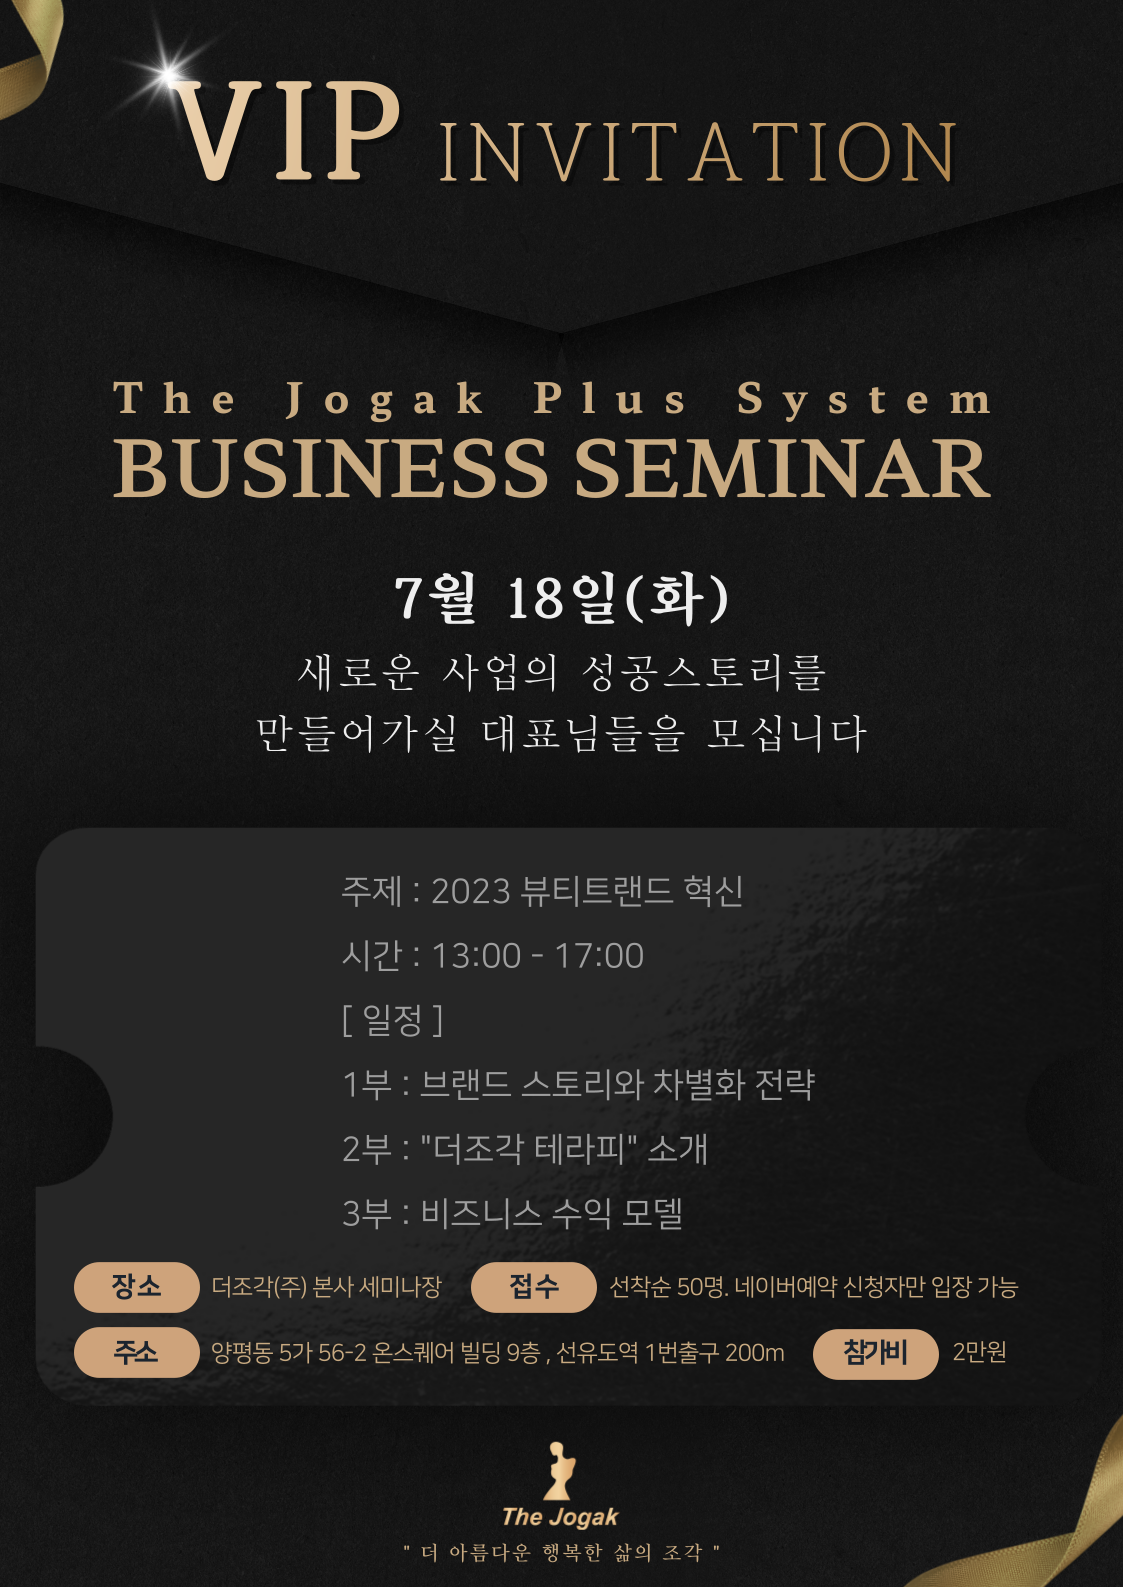 VIP INVITATION
The Jogak Plus System
BUSINESS SEMINAR
7월 18일(화)
새로운 사업의 성공스토리를
만들어가실 대표님들을 모십니다
주제 : 2023 뷰티트랜드 혁신
시간 : 13:00 - 17:00
[ 일정 ]
1부 : 브랜드 스토리와 차별화 전략
2부 : "더조각 테라피" 소개
3부 : 비즈니스 수익 모델
장소 더조각(주) 본사 세미나장 접수 선착순 50명. 네이버예약 신청자만 입장 가능
주소 양평동 5가 56-2 온스퀘어 빌딩 9층 , 선유도역 1번출구 200m 참가비 2만원
The Jogak
" 더 아름다운 행복한 삶의 조각 "